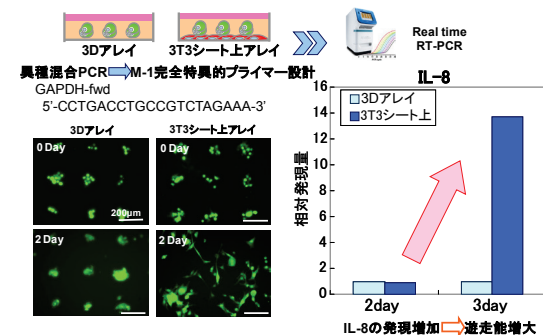 3Dアレイ
3T3シート上アレイ
Real time
RT-PCR
異種混合PCR
M-1完全特異的プライマー設計
GAPDH-fwd
5'-CCTGACCTGCCGTCTAGAAA-3'
3Dアレイ
3T3シート上アレイ
0 Day
200μm
0 Day
2 Day
2 Day
IL-8
相対発現量
16
14
12
10
8
6
4
2
0
3Dアレイ
3T3シート上
2day
3day
IL-8の発現増加
遊走能増大